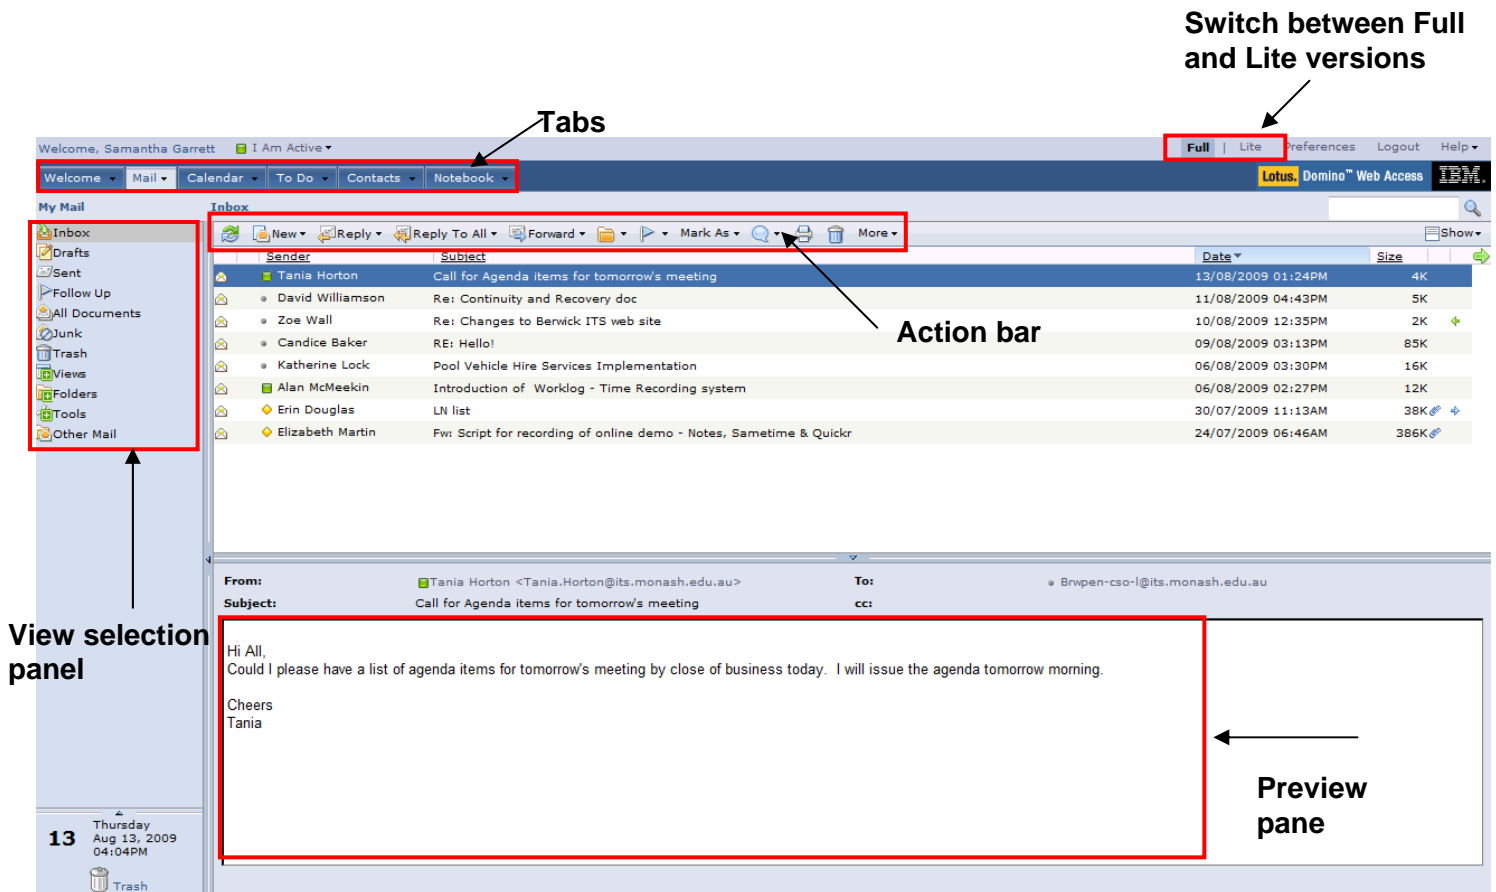 Switch between Full
and Lite versions
Tabs
Welcome, Samantha Garrett I Am Active
Full | Lite Preferences Logout Help
Welcome Mail Calendar To Do Contacts Notebook
Lotus. Domino™ Web Access IBM.
My Mail
Inbox
Inbox
Drafts
Sent
Follow Up
All Documents
Junk
Trash
Views
Folders
Tools
Other Mail
New Reply Reply To All Forward Mark As More
Show
Sender Subject Date Size
Tania Horton Call for Agenda items for tomorrow's meeting 13/08/2009 01:24PM 4K
David Williamson Re: Continuity and Recovery doc 11/08/2009 04:43PM 5K
Zoe Wall Re: Changes to Berwick ITS web site 10/08/2009 12:35PM 2K
Candice Baker RE: Hello! 09/08/2009 03:13PM 85K
Katherine Lock Pool Vehicle Hire Services Implementation 06/08/2009 03:30PM 16K
Alan McMeekin Introduction of Worklog - Time Recording system 06/08/2009 02:27PM 12K
Erin Douglas LN list 30/07/2009 11:13AM 38K
Elizabeth Martin Fw: Script for recording of online demo - Notes, Sametime & Quickr 24/07/2009 06:46AM 386K
Action bar
View selection
panel
From: Tania Horton <Tania.Horton@its.monash.edu.au> To: Brwpen-cso-l@its.monash.edu.au
Subject: Call for Agenda items for tomorrow's meeting cc:
Hi All,
Could I please have a list of agenda items for tomorrow's meeting by close of business today. I will issue the agenda tomorrow morning.
Cheers
Tania
Preview
pane
13
Thursday
Aug 13, 2009
04:04PM
Trash